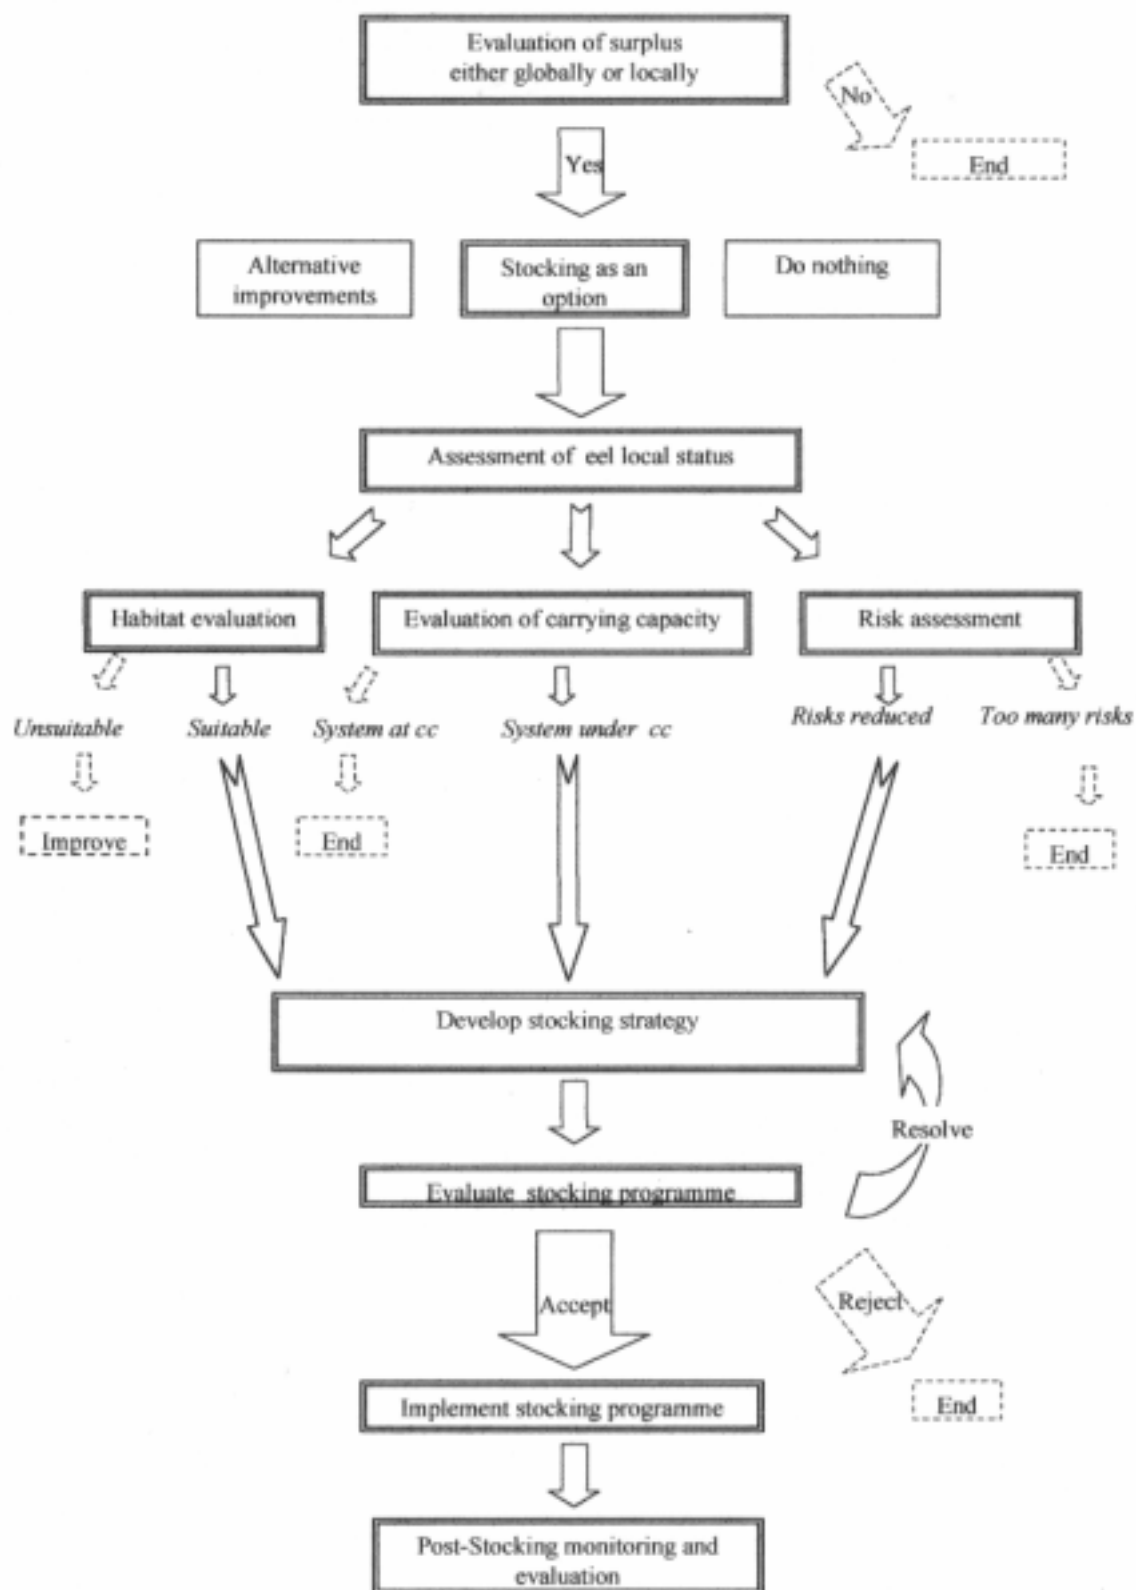 Evaluation of surplus
either globally or locally
No
End
Yes
Alternative
improvements
Stocking as an
option
Do nothing
Assessment of eel local status
Habitat evaluation
Evaluation of carrying capacity
Risk assessment
Unsuitable
Suitable
System at cc
System under cc
Risks reduced
Too many risks
Improve
End
End
Develop stocking strategy
Resolve
Evaluate stocking programme
Accept
Reject
Implement stocking programme
End
Post-Stocking monitoring and
evaluation